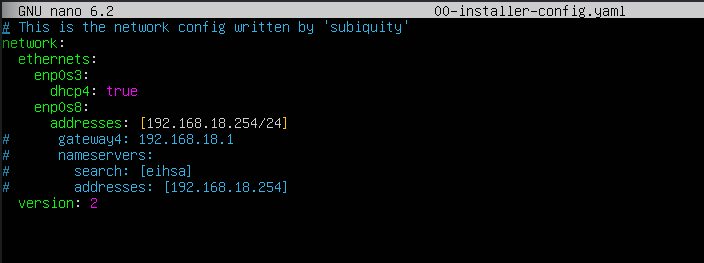 GNU nano 6.2 00-installer-config.yaml
# This is the network config written by 'subiquity'
network:
  ethernets:
    enp0s3:
      dhcp4: true
    enp0s8:
      addresses: [192.168.18.254/24]
#      gateway4: 192.168.18.1
#      nameservers:
#        search: [eihsa]
#        addresses: [192.168.18.254]
  version: 2